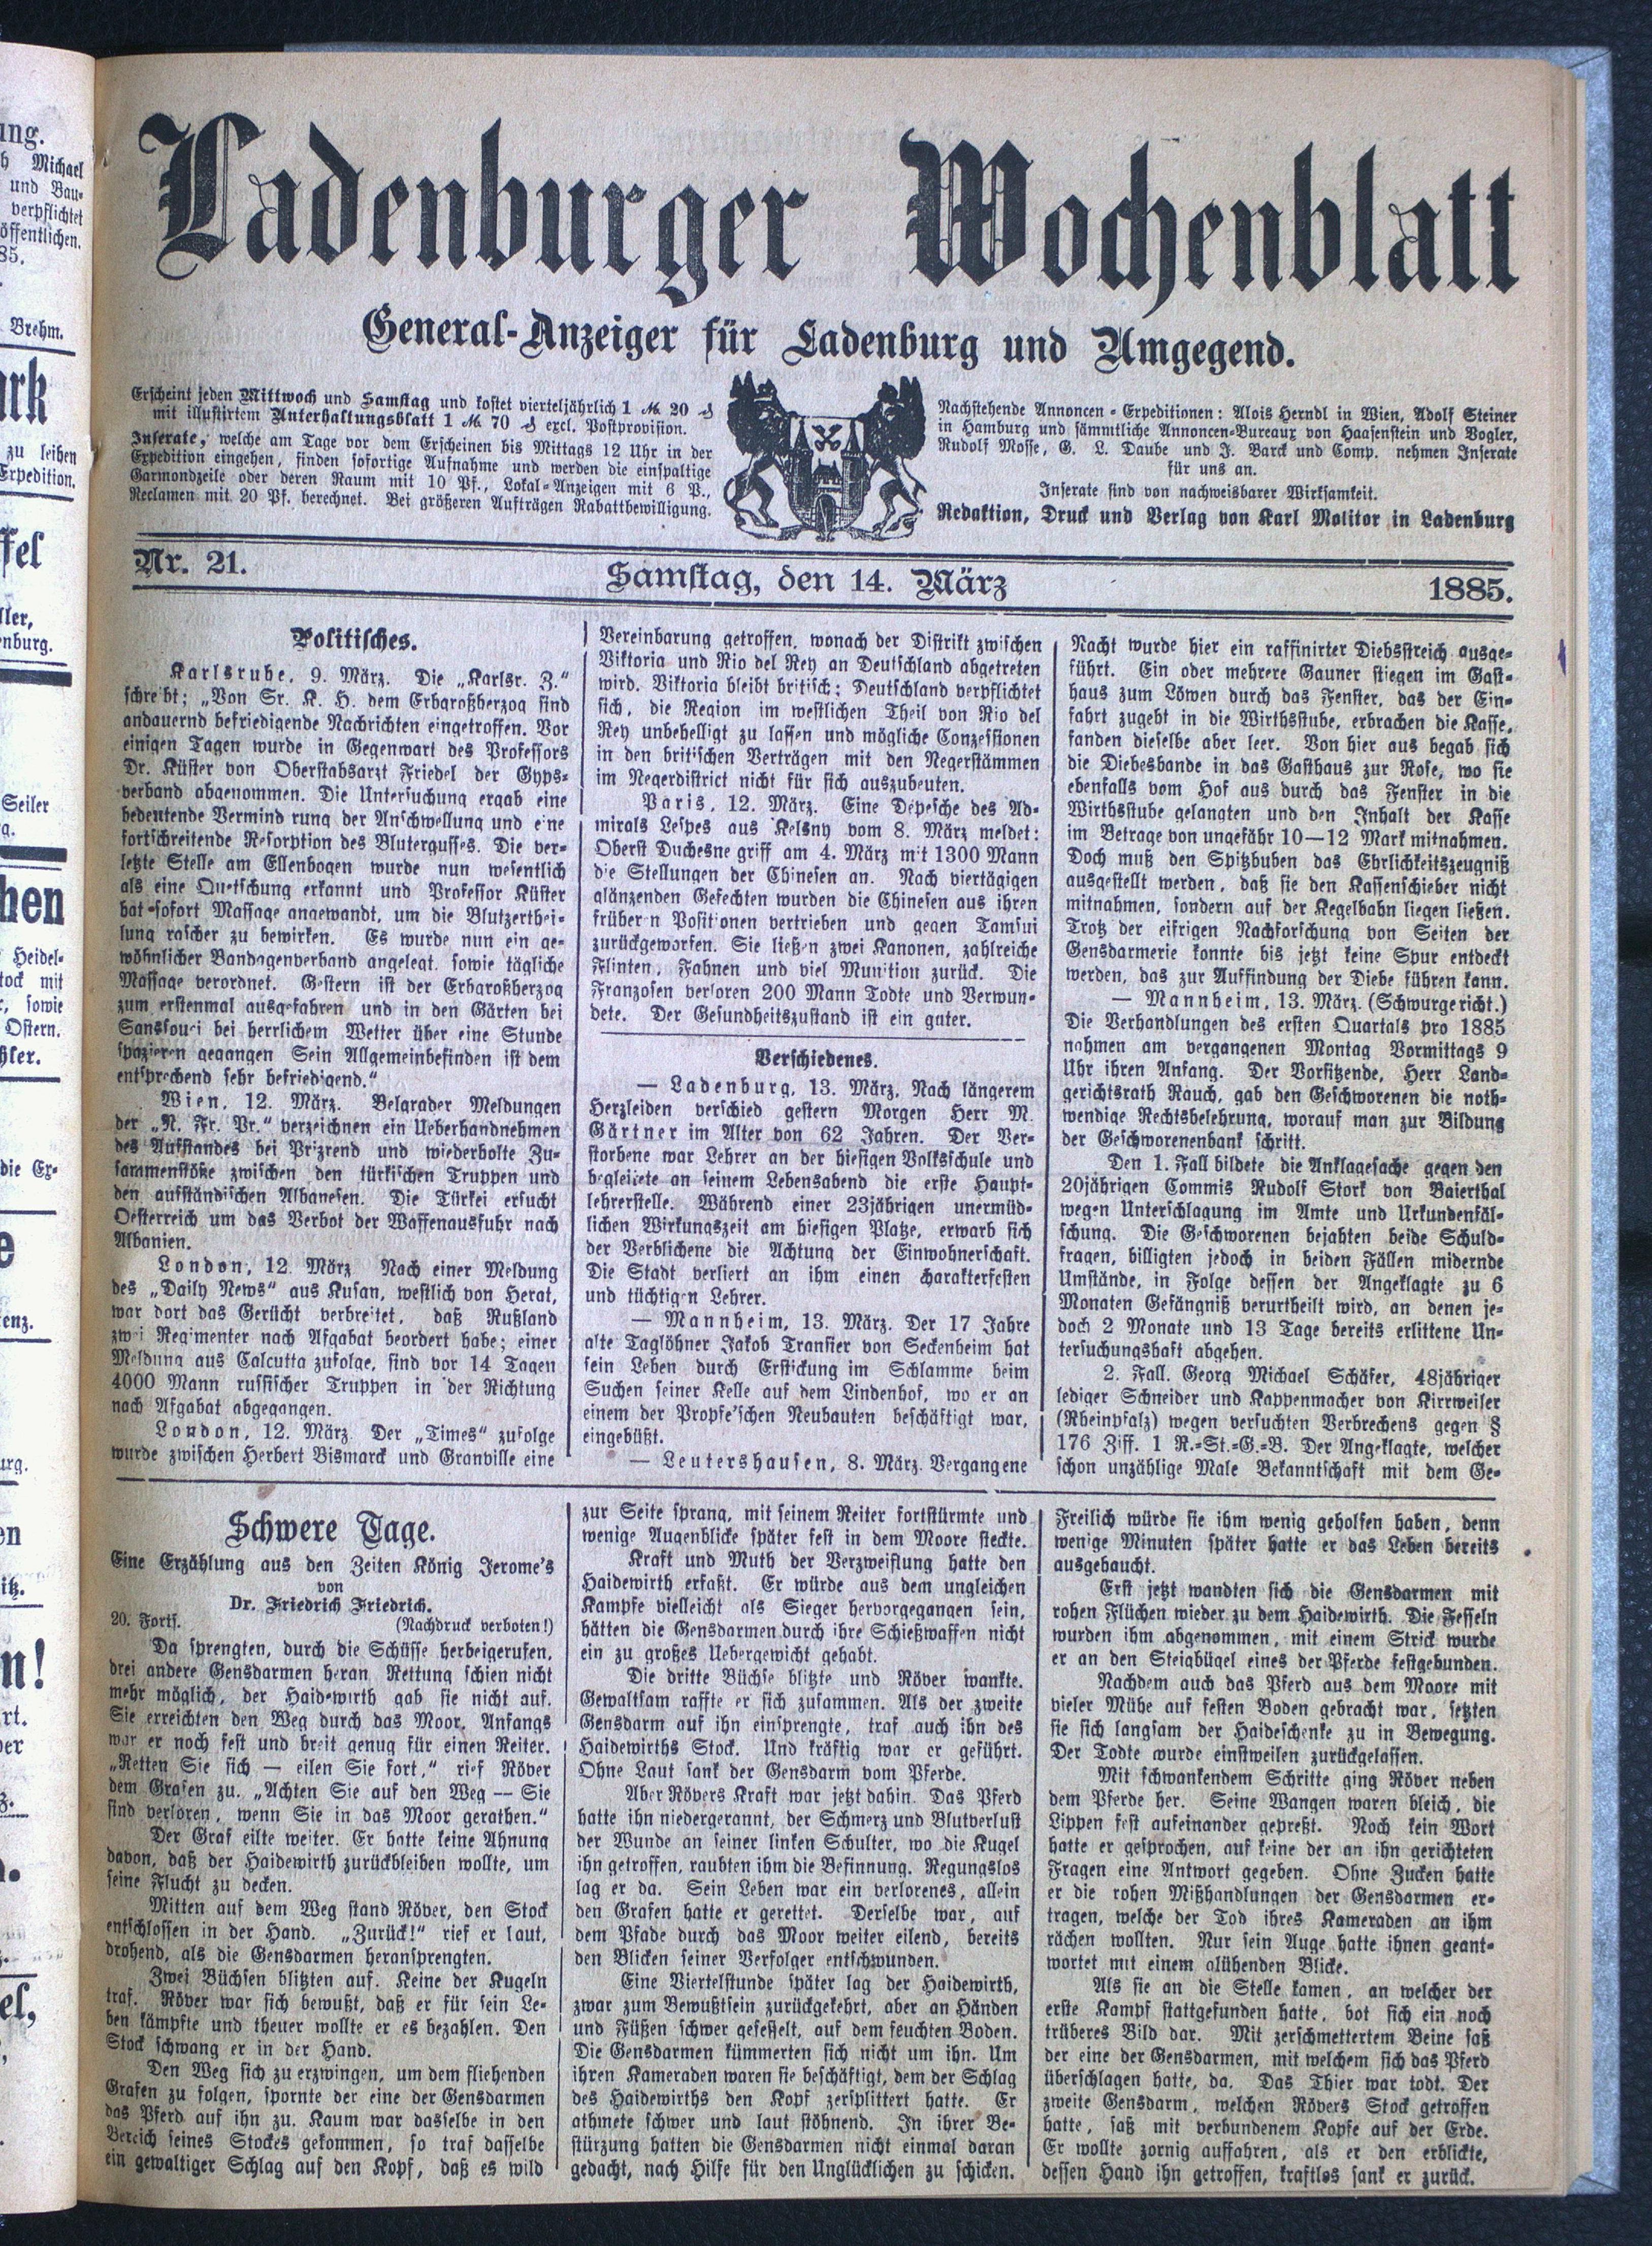 Ladenburger Wochenblatt
General-Anzeiger für Ladenburg und Umgegend.
Erscheint jeden Mittwoch und Samstag und kostet vierteljährlich 1 M. 20 ₰
mit illustrirtem Unterhaltungsblatt 1 M. 70 ₰ excl. Postprovision.
Inserate, welche am Tage vor dem Erscheinen bis Mittags 12 Uhr in der
Expedition eingehen, finden sofortige Aufnahme und werden die einspaltige
Garmondzeile oder deren Raum mit 10 Pf., Lokal-Anzeigen mit 6 P.,
Reclamen mit 20 Pf. berechnet. Bei größeren Aufträgen Rabattbewilligung.
Nachstehende Annoncen-Expeditionen: Alois Herndl in Wien, Adolf Steiner
in Hamburg und sämmtliche Annoncen-Bureaux von Haasenstein und Vogler,
Rudolf Mosse, G. L. Daube und J. Barck und Comp. nehmen Inserate
für uns an.
Inserate sind von nachweisbarer Wirksamkeit.
Redaktion, Druck und Verlag von Karl Molitor in Ladenburg
Nr. 21.
Samstag, den 14. März
1885.
Politisches.
Karlsruhe, 9. März. Die „Karlsr. Z.“
schreibt; „Von Sr. K. H. dem Erbgroßherzog sind
andauernd befriedigende Nachrichten eingetroffen. Vor
einigen Tagen wurde in Gegenwart des Professors
Dr. Küster von Oberstabsarzt Friedel der Gyps-
verband abgenommen. Die Untersuchung ergab eine
bedeutende Vermind rung der Anschwellung und eine
fortschreitende Resorption des Blutergusses. Die ver-
letzte Stelle am Ellenbogen wurde nun wesentlich
als eine Quetschung erkannt und Professor Küster
hat sofort Massage angewandt, um die Blutzerthei-
lung rascher zu bewirken. Es wurde nun ein ge-
wöhnlicher Bandagenverband angelegt, sowie tägliche
Massage verordnet. Gestern ist der Erbgroßherzog
zum erstenmal ausgefahren und in den Gärten bei
Sanssouci bei herrlichem Wetter über eine Stunde
spazieren gegangen Sein Allgemeinbefinden ist dem
entsprechend sehr befriedigend.“
Wien, 12. März. Belgrader Meldungen
der „N. Fr. Pr.“ verzeichnen ein Ueberhandnehmen
des Aufstandes bei Prizrend und wiederholte Zu-
sammenstöße zwischen den türkischen Truppen und
den aufständischen Albanesen. Die Türkei ersucht
Oesterreich um das Verbot der Waffenausfuhr nach
Albanien.
London, 12. März Nach einer Meldung
des „Daily News“ aus Kusan, westlich von Herat,
war dort das Gerücht verbreitet, daß Rußland
zwei Regimenter nach Afgabat beordert habe; einer
Meldung aus Calcutta zufolge, sind vor 14 Tagen
4000 Mann russischer Truppen in der Richtung
nach Afgabat abgegangen.
London, 12. März. Der „Times“ zufolge
wurde zwischen Herbert Bismarck und Granville eine
Vereinbarung getroffen, wonach der Distrikt zwischen
Viktoria und Rio del Rey an Deutschland abgetreten
wird. Viktoria bleibt britisch; Deutschland verpflichtet
sich, die Region im westlichen Theil von Rio del
Rey unbehelligt zu lassen und mögliche Conzessionen
in den britischen Verträgen mit den Negerstämmen
im Negerdistrict nicht für sich auszubeuten.
Paris, 12. März. Eine Depesche des Ad-
mirals Lespes aus Kelsny vom 8. März meldet:
Oberst Duchesne griff am 4. März mit 1300 Mann
die Stellungen der Chinesen an. Nach viertägigen
glänzenden Gefechten wurden die Chinesen aus ihren
frühern Positionen vertrieben und gegen Tamsui
zurückgeworfen. Sie ließen zwei Kanonen, zahlreiche
Flinten, Fahnen und viel Munition zurück. Die
Franzosen verloren 200 Mann Todte und Verwun-
dete. Der Gesundheitszustand ist ein guter.
Verschiedenes.
— Ladenburg, 13. März. Nach längerem
Herzleiden verschied gestern Morgen Herr M.
Gärtner im Alter von 62 Jahren. Der Ver-
storbene war Lehrer an der hiesigen Volksschule und
begleitete an seinem Lebensabend die erste Haupt-
lehrerstelle. Während einer 23jährigen unermüd-
lichen Wirkungszeit am hiesigen Platze, erwarb sich
der Verblichene die Achtung der Einwohnerschaft.
Die Stadt verliert an ihm einen charakterfesten
und tüchtigen Lehrer.
— Mannheim, 13. März. Der 17 Jahre
alte Taglöhner Jakob Transier von Seckenheim hat
sein Leben durch Erstickung im Schlamme beim
Suchen seiner Kelle auf dem Lindenhof, wo er an
einem der Propfe'schen Neubauten beschäftigt war,
eingebüßt.
— Leutershausen, 8. März. Vergangene
Nacht wurde hier ein raffinirter Diebsstreich ausge-
führt. Ein oder mehrere Gauner stiegen im Gast-
haus zum Löwen durch das Fenster, das der Ein-
fahrt zugeht in die Wirthsstube, erbrachen die Kasse,
fanden dieselbe aber leer. Von hier aus begab sich
die Diebesbande in das Gasthaus zur Rose, wo sie
ebenfalls vom Hof aus durch das Fenster in die
Wirthsstube gelangten und den Inhalt der Kasse
im Betrage von ungefähr 10—12 Mark mitnahmen.
Doch muß den Spitzbuben das Ehrlichkeitszeugniß
ausgestellt werden, daß sie den Kassenschieber nicht
mitnahmen, sondern auf der Kegelbahn liegen ließen.
Trotz der eifrigen Nachforschung von Seiten der
Gensdarmerie konnte bis jetzt keine Spur entdeckt
werden, das zur Auffindung der Diebe führen kann.
— Mannheim, 13. März. (Schwurgericht.)
Die Verhandlungen des ersten Quartals pro 1885
nahmen am vergangenen Montag Vormittags 9
Uhr ihren Anfang. Der Vorsitzende, Herr Land-
gerichtsrath Rauch, gab den Geschworenen die noth-
wendige Rechtsbelehrung, worauf man zur Bildung
der Geschworenenbank schritt.
Den 1. Fall bildete die Anklagesache gegen den
20jährigen Commis Rudolf Stork von Baierthal
wegen Unterschlagung im Amte und Urkundenfäl-
schung. Die Geschworenen bejahten beide Schuld-
fragen, billigten jedoch in beiden Fällen midernde
Umstände, in Folge dessen der Angeklagte zu 6
Monaten Gefängniß verurtheilt wird, an denen je-
doch 2 Monate und 13 Tage bereits erlittene Un-
tersuchungshaft abgehen.
2. Fall. Georg Michael Schäfer, 48jähriger
lediger Schneider und Kappenmacher von Kirrweiler
(Rheinpfalz) wegen versuchten Verbrechens gegen §
176 Ziff. 1 R.-St.-G.-B. Der Angeklagte, welcher
schon unzählige Male Bekanntschaft mit dem Ge-
Schwere Tage.
Eine Erzählung aus den Zeiten König Jerome's
von
Dr. Friedrich Friedrich.
20. Forts. (Nachdruck verboten!)
Da sprengten, durch die Schüsse herbeigerufen,
drei andere Gensdarmen heran. Rettung schien nicht
mehr möglich, der Haidewirth gab sie nicht auf.
Sie erreichten den Weg durch das Moor. Anfangs
war er noch fest und breit genug für einen Reiter.
„Retten Sie sich — eilen Sie fort,“ rief Röver
dem Grafen zu. „Achten Sie auf den Weg — Sie
sind verloren, wenn Sie in das Moor gerathen.“
Der Graf eilte weiter. Er hatte keine Ahnung
davon, daß der Haidewirth zurückbleiben wollte, um
seine Flucht zu decken.
Mitten auf dem Weg stand Röver, den Stock
entschlossen in der Hand. „Zurück!“ rief er laut,
drohend, als die Gensdarmen heransprengten.
Zwei Büchsen blitzten auf. Keine der Kugeln
traf. Röver war sich bewußt, daß er für sein Le-
ben kämpfte und theuer wollte er es bezahlen. Den
Stock schwang er in der Hand.
Den Weg sich zu erzwingen, um dem fliehenden
Grafen zu folgen, spornte der eine der Gensdarmen
das Pferd auf ihn zu. Kaum war dasselbe in den
Bereich seines Stockes gekommen, so traf dasselbe
ein gewaltiger Schlag auf den Kopf, daß es wild
zur Seite sprang, mit seinem Reiter fortstürmte und
wenige Augenblicke später fest in dem Moore steckte.
Kraft und Muth der Verzweiflung hatte den
Haidewirth erfaßt. Er würde aus dem ungleichen
Kampfe vielleicht als Sieger hervorgegangen sein,
hätten die Gensdarmen durch ihre Schießwaffen nicht
ein zu großes Uebergewicht gehabt.
Die dritte Büchse blitzte und Röver wankte.
Gewaltsam raffte er sich zusammen. Als der zweite
Gensdarm auf ihn einsprengte, traf auch ihn des
Haidewirths Stock. Und kräftig war er geführt.
Ohne Laut sank der Gensdarm vom Pferde.
Aber Rövers Kraft war jetzt dahin. Das Pferd
hatte ihn niedergerannt, der Schmerz und Blutverlust
der Wunde an seiner linken Schulter, wo die Kugel
ihn getroffen, raubten ihm die Besinnung. Regungslos
lag er da. Sein Leben war ein verlorenes, allein
den Grafen hatte er gerettet. Derselbe war, auf
dem Pfade durch das Moor weiter eilend, bereits
den Blicken seiner Verfolger entschwunden.
Eine Viertelstunde später lag der Haidewirth,
zwar zum Bewußtsein zurückgekehrt, aber an Händen
und Füßen schwer gefesselt, auf dem feuchten Boden.
Die Gensdarmen kümmerten sich nicht um ihn. Um
ihren Kameraden waren sie beschäftigt, dem der Schlag
des Haidewirths den Kopf zersplittert hatte. Er
athmete schwer und laut stöhnend. In ihrer Be-
stürzung hatten die Gensdarmen nicht einmal daran
gedacht, nach Hilfe für den Unglücklichen zu schicken.
Freilich würde sie ihm wenig geholfen haben, denn
wenige Minuten später hatte er das Leben bereits
ausgehaucht.
Erst jetzt wandten sich die Gensdarmen mit
rohen Flüchen wieder zu dem Haidewirth. Die Fesseln
wurden ihm abgenommen, mit einem Strick wurde
er an den Steigbügel eines der Pferde festgebunden.
Nachdem auch das Pferd aus dem Moore mit
vieler Mühe auf festen Boden gebracht war, setzten
sie sich langsam der Haideschenke zu in Bewegung.
Der Todte wurde einstweilen zurückgelassen.
Mit schwankendem Schritte ging Röver neben
dem Pferde her. Seine Wangen waren bleich, die
Lippen fest aufeinander gepreßt. Noch kein Wort
hatte er gesprochen, auf keine der an ihn gerichteten
Fragen eine Antwort gegeben. Ohne Zucken hatte
er die rohen Mißhandlungen der Gensdarmen er-
tragen, welche der Tod ihres Kameraden an ihm
rächen wollten. Nur sein Auge hatte ihnen geant-
wortet mit einem glühenden Blicke.
Als sie an die Stelle kamen, an welcher der
erste Kampf stattgefunden hatte, bot sich ein noch
trüberes Bild dar. Mit zerschmettertem Beine saß
der eine der Gensdarmen, mit welchem sich das Pferd
überschlagen hatte, da. Das Thier war todt. Der
zweite Gensdarm, welchen Rövers Stock getroffen
hatte, saß mit verbundenem Kopfe auf der Erde.
Er wollte zornig auffahren, als er den erblickte,
dessen Hand ihn getroffen, kraftlos sank er zurück.